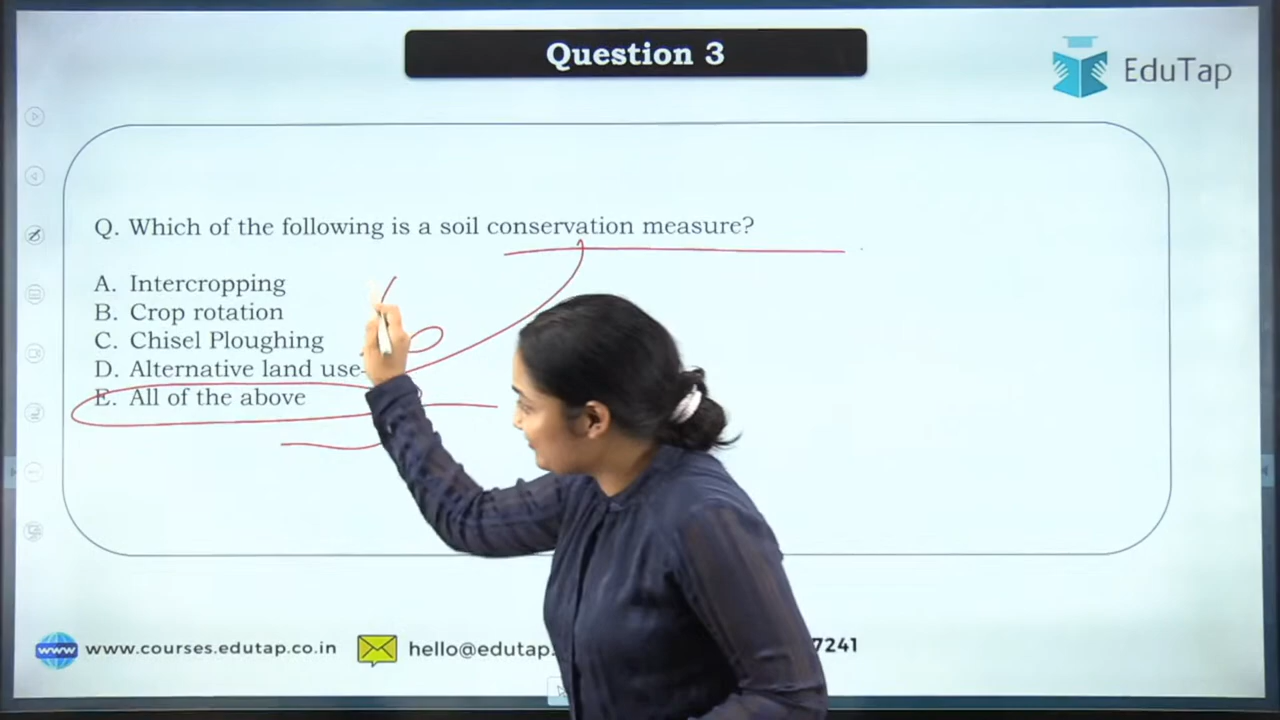 Question 3
EduTap
Q. Which of the following is a soil conservation measure?
A. Intercropping
B. Crop rotation
C. Chisel Ploughing
D. Alternative land use
E. All of the above
www
www.courses.edutap.co.in
hello@edutap.
7241